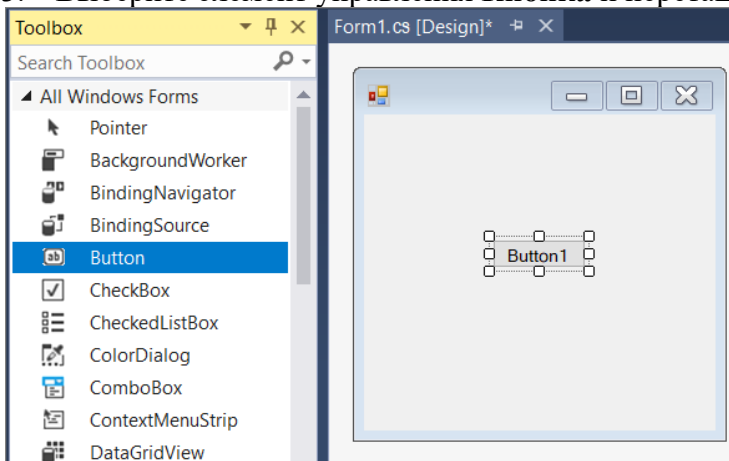 Toolbox
Search Toolbox
All Windows Forms
Pointer
BackgroundWorker
BindingNavigator
BindingSource
Button
CheckBox
CheckedListBox
ColorDialog
ComboBox
ContextMenuStrip
DataGridView
Form1.cs [Design]*
Button1